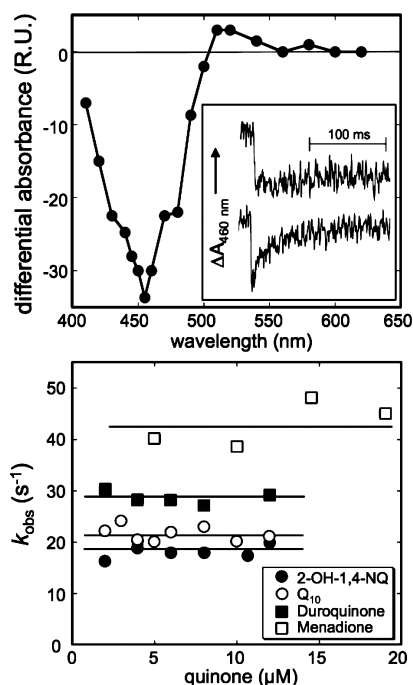 differential absorbance (R.U.)
0
-10
-20
-30
100 ms
ΔA460 nm
400 450 500 550 600 650
wavelength (nm)
kobs (s-1)
50
40
30
20
10
0
2-OH-1,4-NQ
Q10
Duroquinone
Menadione
0 5 10 15 20
quinone (µM)